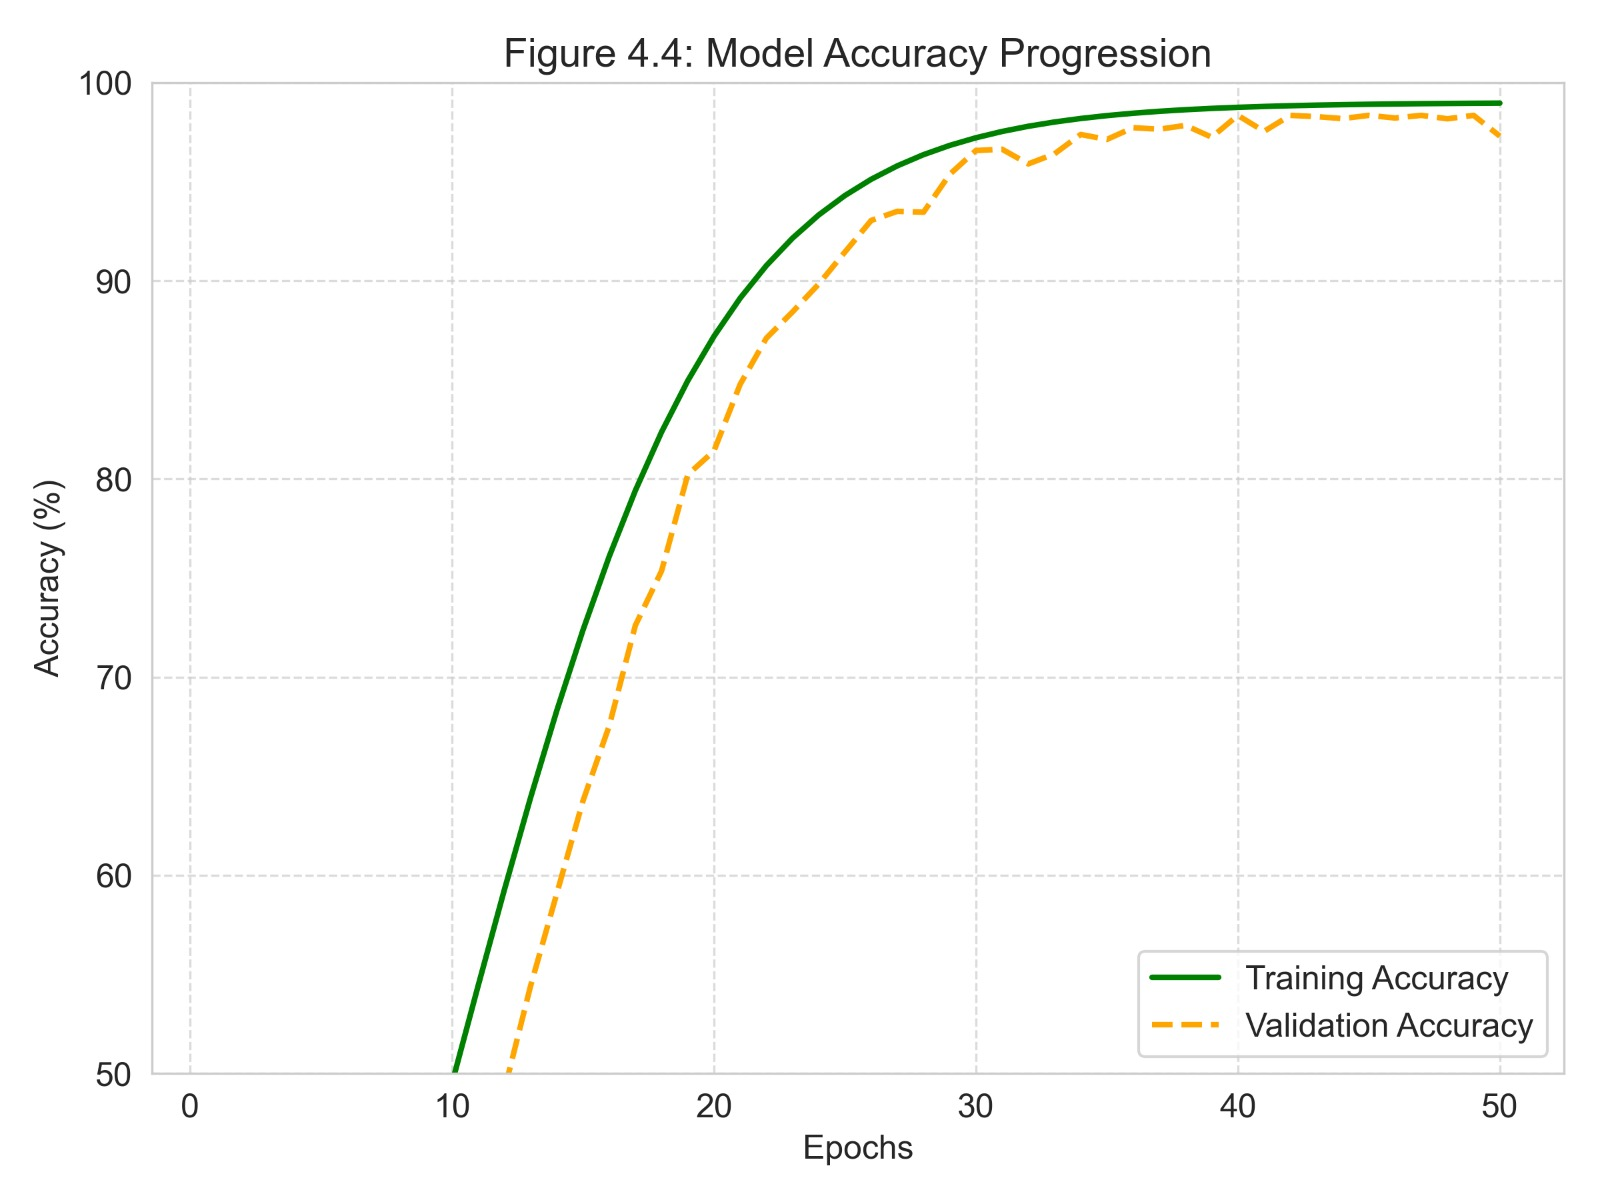 Figure 4.4: Model Accuracy Progression
100
90
80
70
60
50
Accuracy (%)
0 10 20 30 40 50
Epochs
Training Accuracy
Validation Accuracy